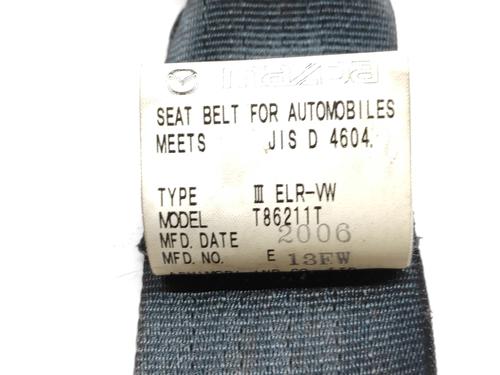 mazda
SEAT BELT FOR AUTOMOBILES
MEETS JIS D 4604.
TYPE III ELR-VW
MODEL T86211T
MFD. DATE 2006
MFD. NO. E 13EW